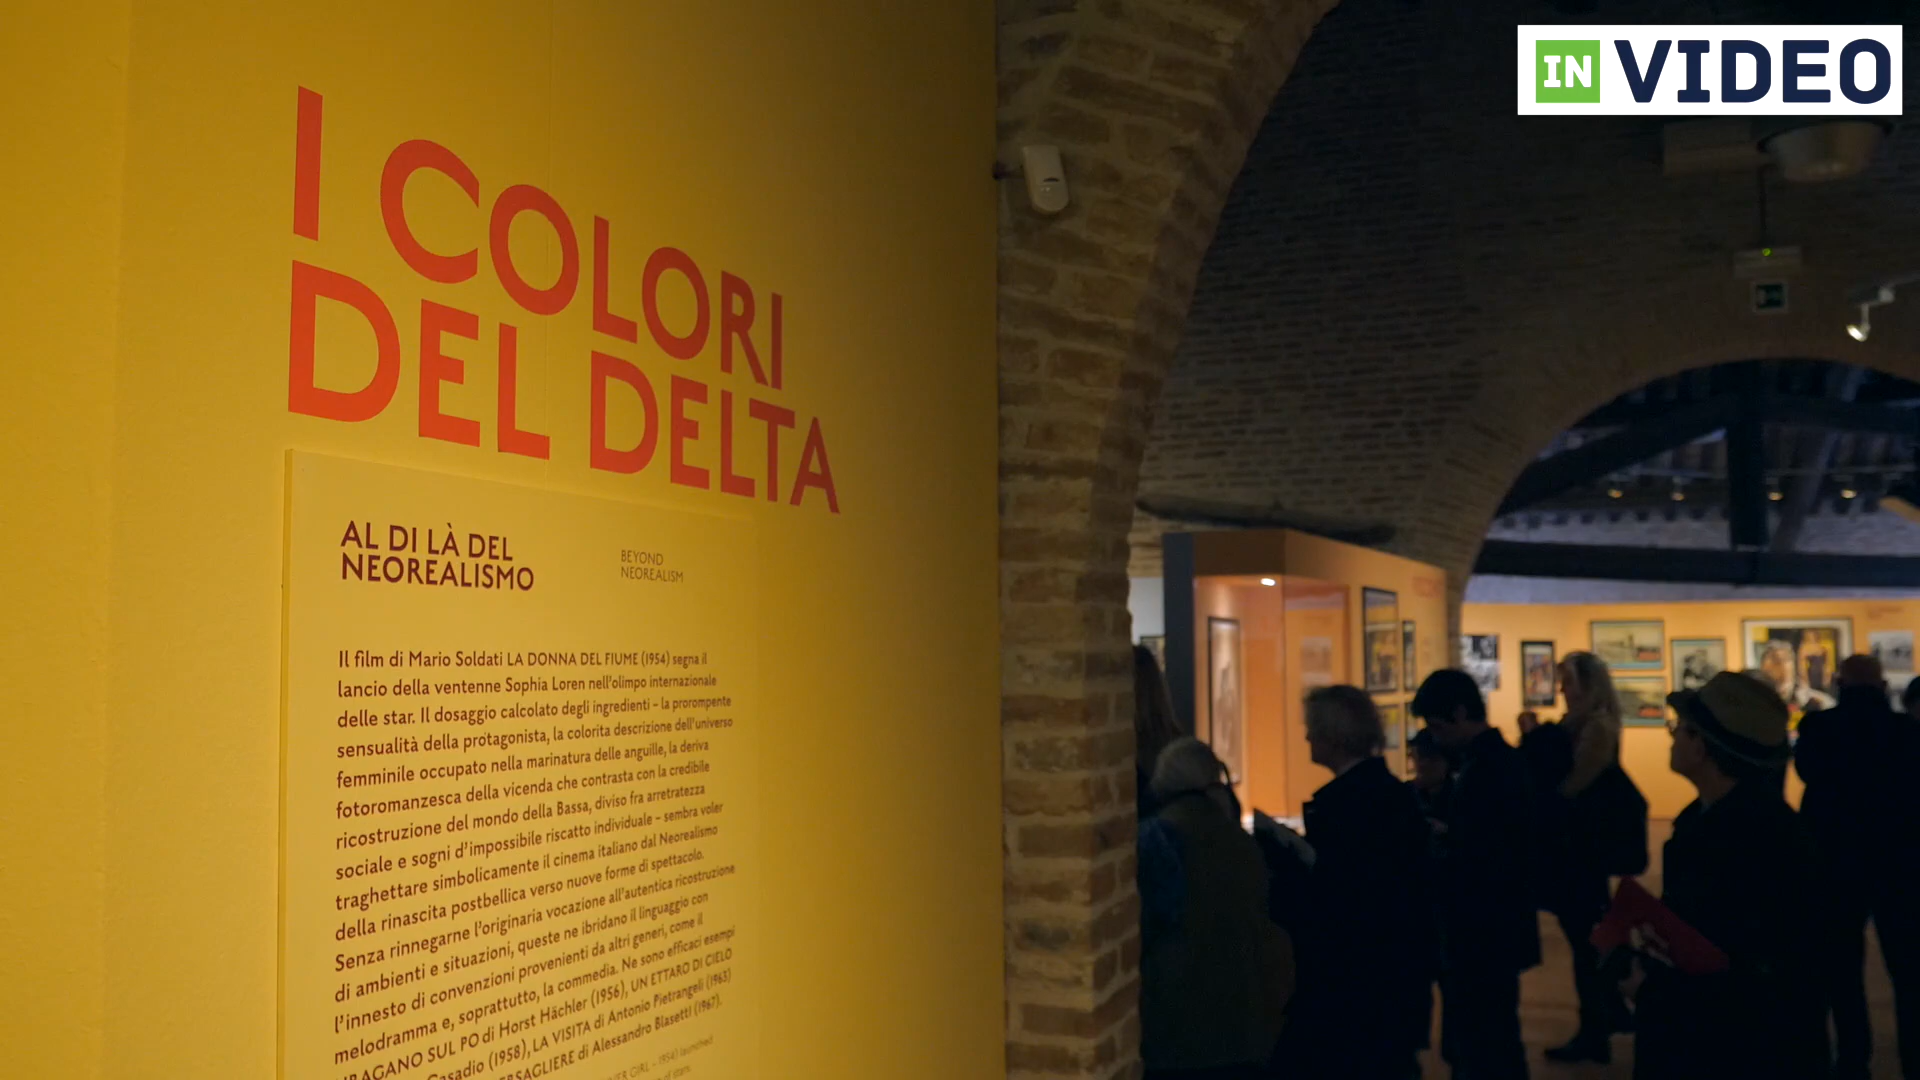 IN VIDEO
I COLORI
DEL DELTA
AL DI LÀ DEL
NEOREALISMO
BEYOND
NEOREALISM
Il film di Mario Soldati LA DONNA DEL FIUME (1954) segna il
lancio della ventenne Sophia Loren nell'olimpo internazionale
delle star. Il dosaggio calcolato degli ingredienti – la prorompente
sensualità della protagonista, la colorita descrizione dell'universo
femminile occupato nella marinatura delle anguille, la deriva
fotoromanzesca della vicenda che contrasta con la credibile
ricostruzione del mondo della Bassa, diviso fra arretratezza
sociale e sogni d'impossibile riscatto individuale – sembra voler
traghettare simbolicamente il cinema italiano dal Neorealismo
della rinascita postbellica verso nuove forme di spettacolo.
Senza rinnegarne l'originaria vocazione all'autentica ricostruzione
di ambienti e situazioni, queste ne ibridano il linguaggio con
l'innesto di convenzioni provenienti da altri generi, come il
melodramma e, soprattutto, la commedia. Ne sono efficaci esempi
URAGANO SUL PO di Horst Hächler (1956), UN ETTARO DI CIELO
Casadio (1958), LA VISITA di Antonio Pietrangeli (1963)
di Alessandro Blasetti (1967).
GIRL – 1954) launched
of stars